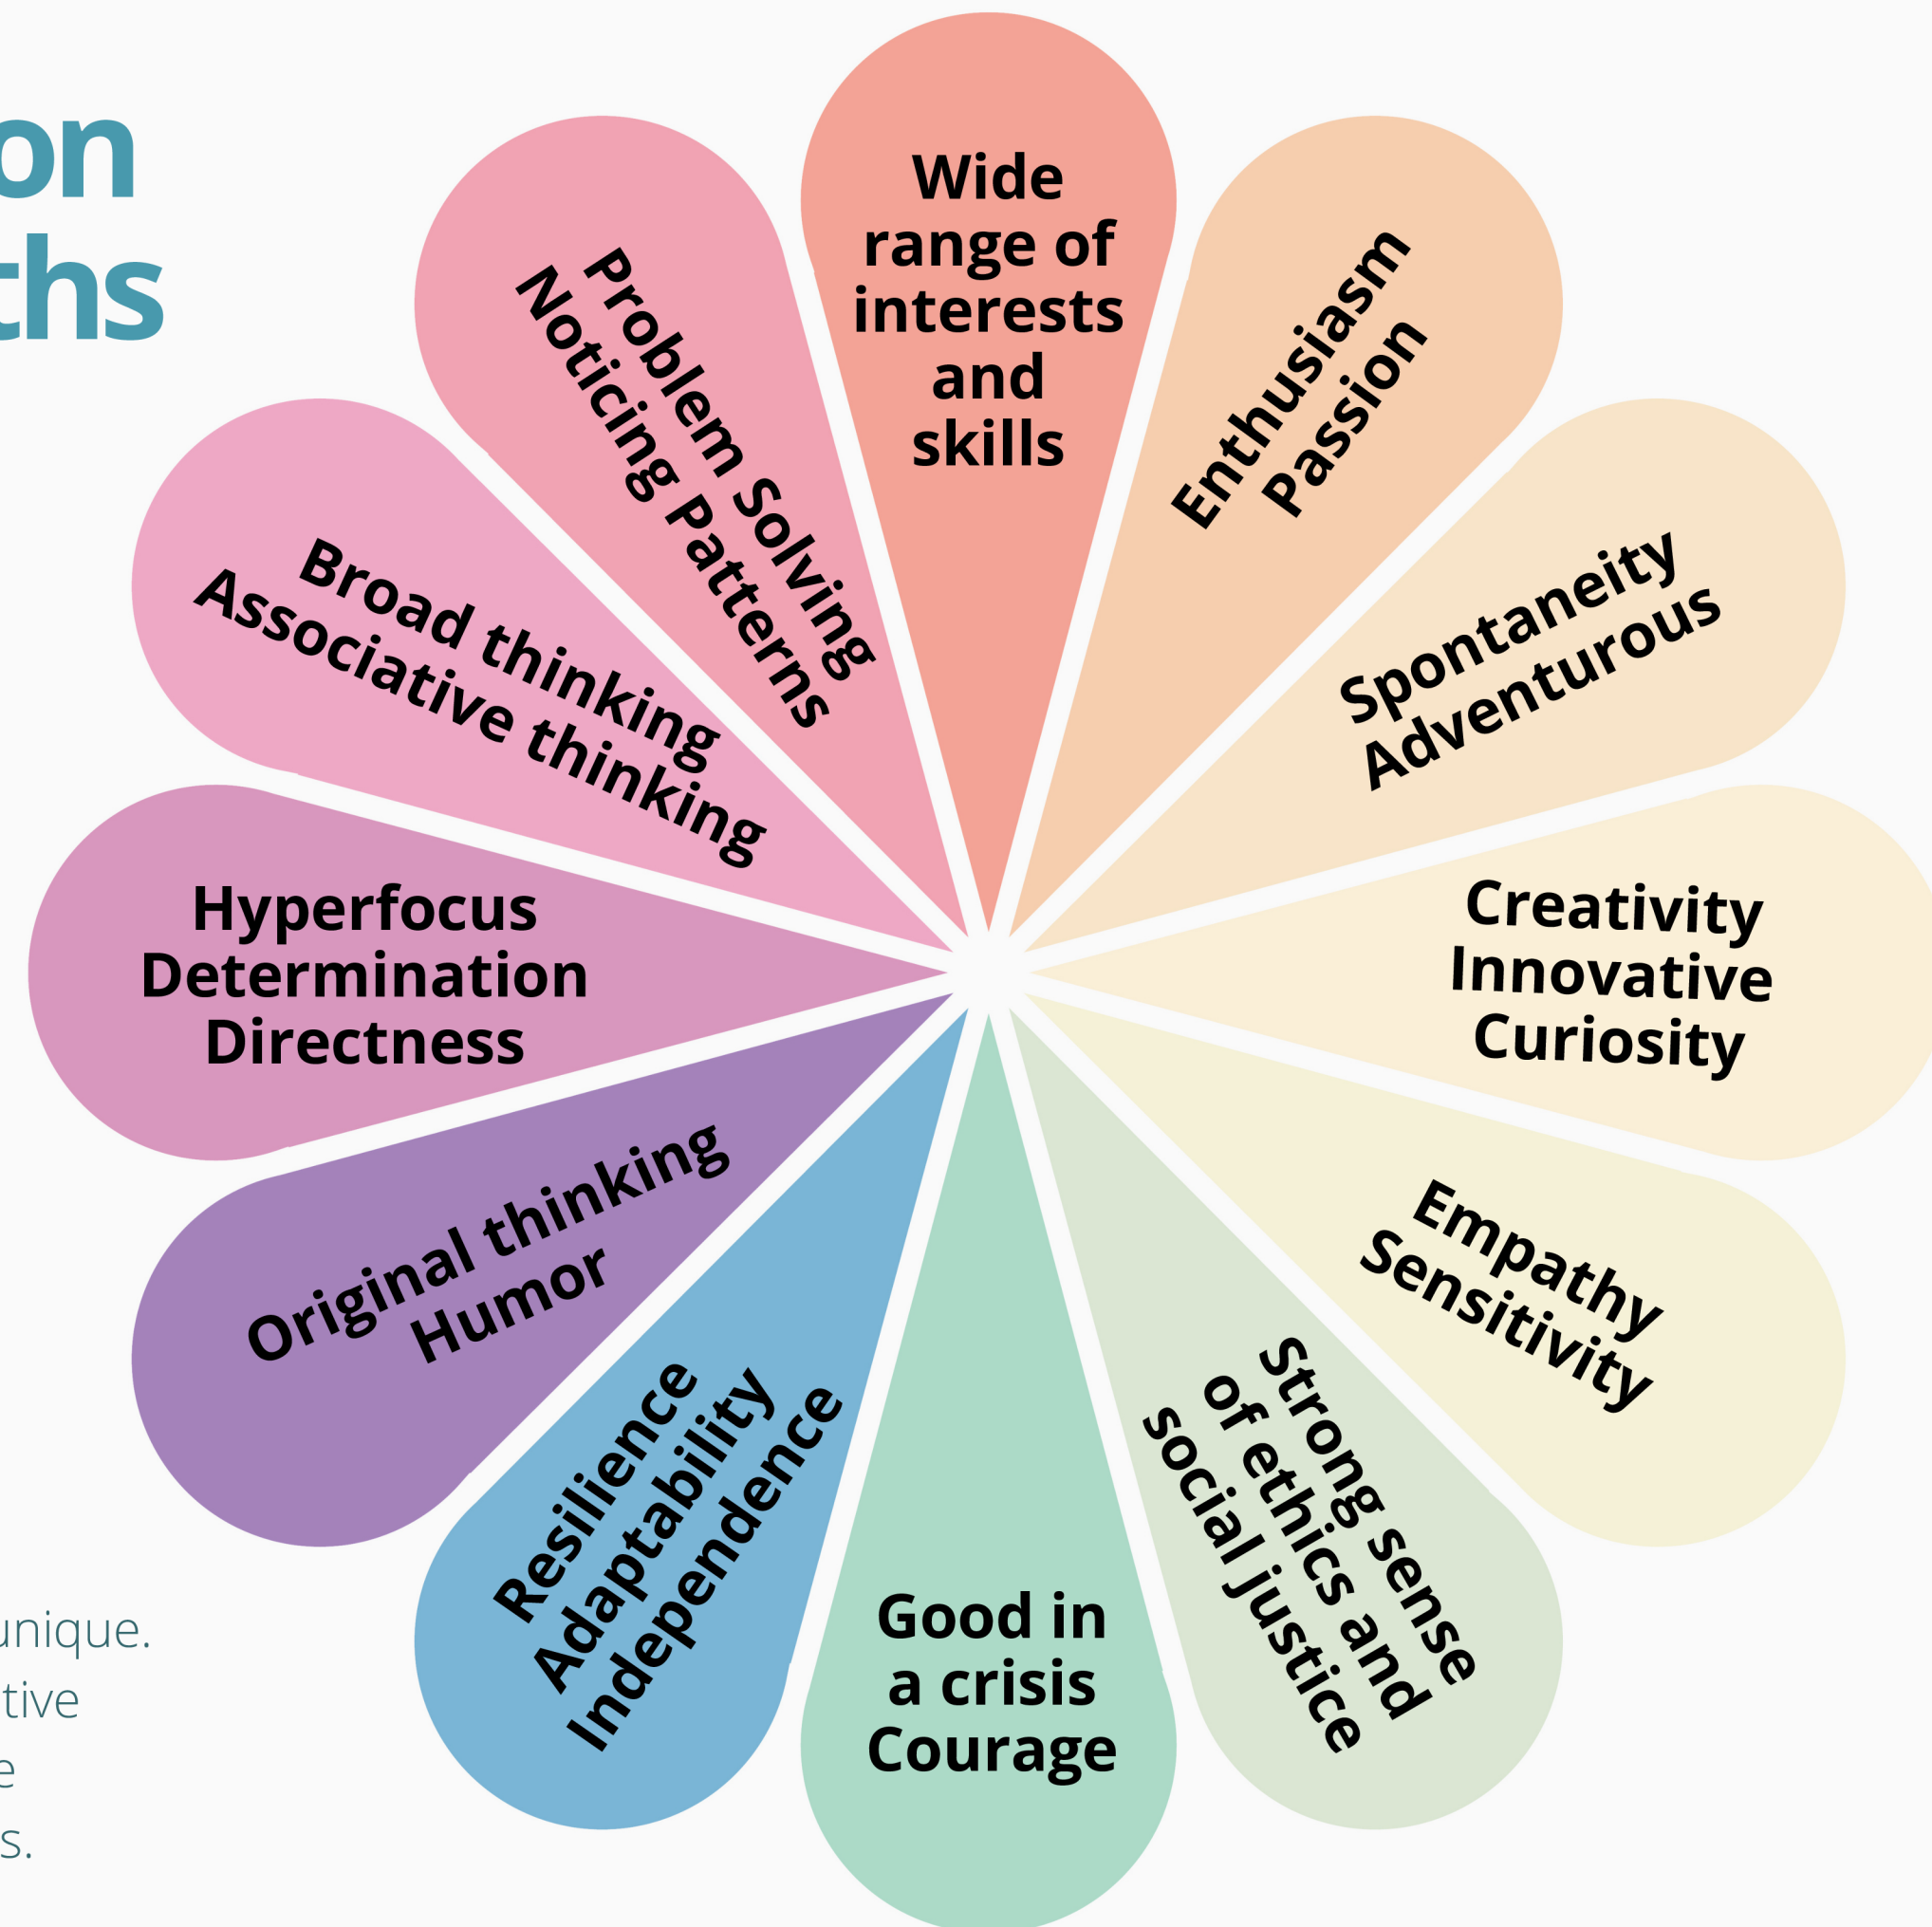 on
ths
Wide
range of
interests
and
skills
Enthusiasm
Passion
Spontaneity
Adventurous
Creativity
Innovative
Curiosity
Empathy
Sensitivity
Strong sense
of ethics and
social justice
Good in
a crisis
Courage
Resilience
Adaptability
Independence
Original thinking
Humor
Hyperfocus
Determination
Directness
Broad thinking
Associative thinking
Problem Solving
Noticing Patterns
unique.
tive
e
s.